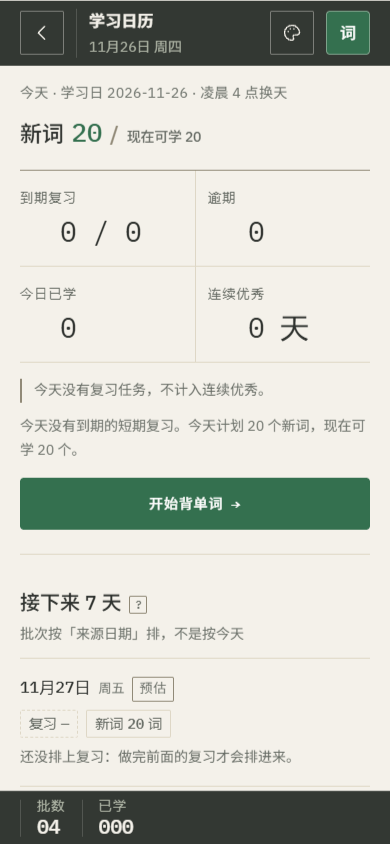 学习日历
11月26日 周四
词
今天 · 学习日 2026-11-26 · 凌晨 4 点换天
新词 20 / 现在可学 20
到期复习
0 / 0
逾期
0
今日已学
0
连续优秀
0 天
今天没有复习任务，不计入连续优秀。
今天没有到期的短期复习。今天计划 20 个新词，现在可
学 20 个。
开始背单词 →
接下来 7 天 ?
批次按「来源日期」排，不是按今天
11月27日 周五 预估
复习 — 新词 20 词
还没排上复习：做完前面的复习才会排进来。
批数
04
已学
000